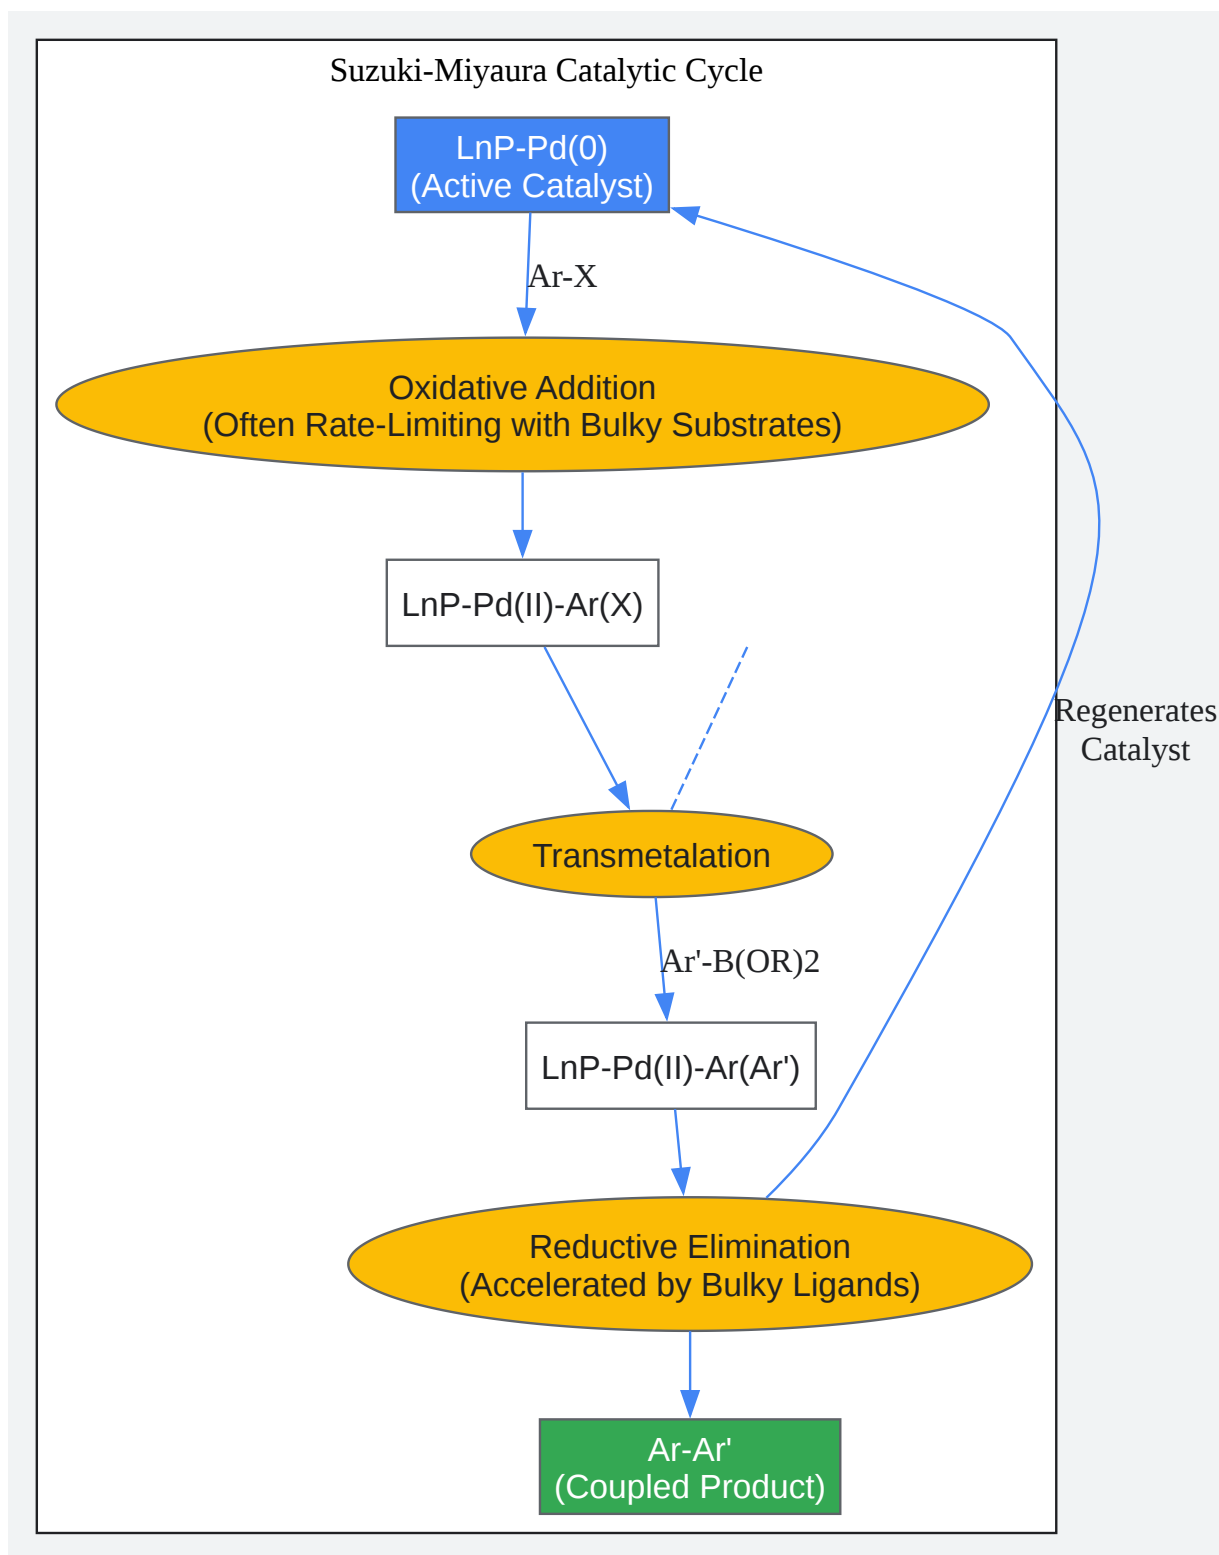 Suzuki-Miyaura Catalytic Cycle
LnP-Pd(0)
(Active Catalyst)
Ar-X
Oxidative Addition
(Often Rate-Limiting with Bulky Substrates)
LnP-Pd(II)-Ar(X)
Regenerates
Catalyst
Transmetalation
Ar'-B(OR)2
LnP-Pd(II)-Ar(Ar')
Reductive Elimination
(Accelerated by Bulky Ligands)
Ar-Ar'
(Coupled Product)